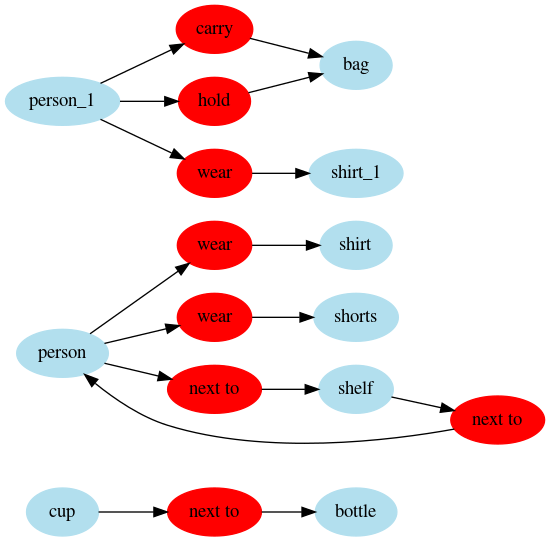 carry
bag
person_1
hold
wear
shirt_1
wear
shirt
wear
shorts
person
next to
shelf
next to
cup
next to
bottle